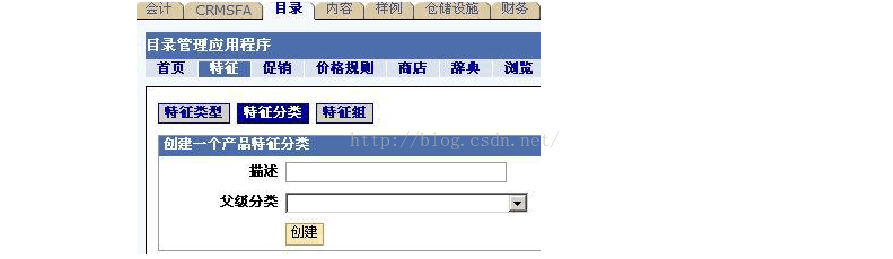 会计 CRMSFA 目录 内容 样例 仓储设施 财务
目录管理应用程序
首页 特征 促销 价格规则 商店 辞典 浏览
特征类型 特征分类 特征组
创建一个产品特征分类
http://blog.csdn.net/
描述
父级分类
创建